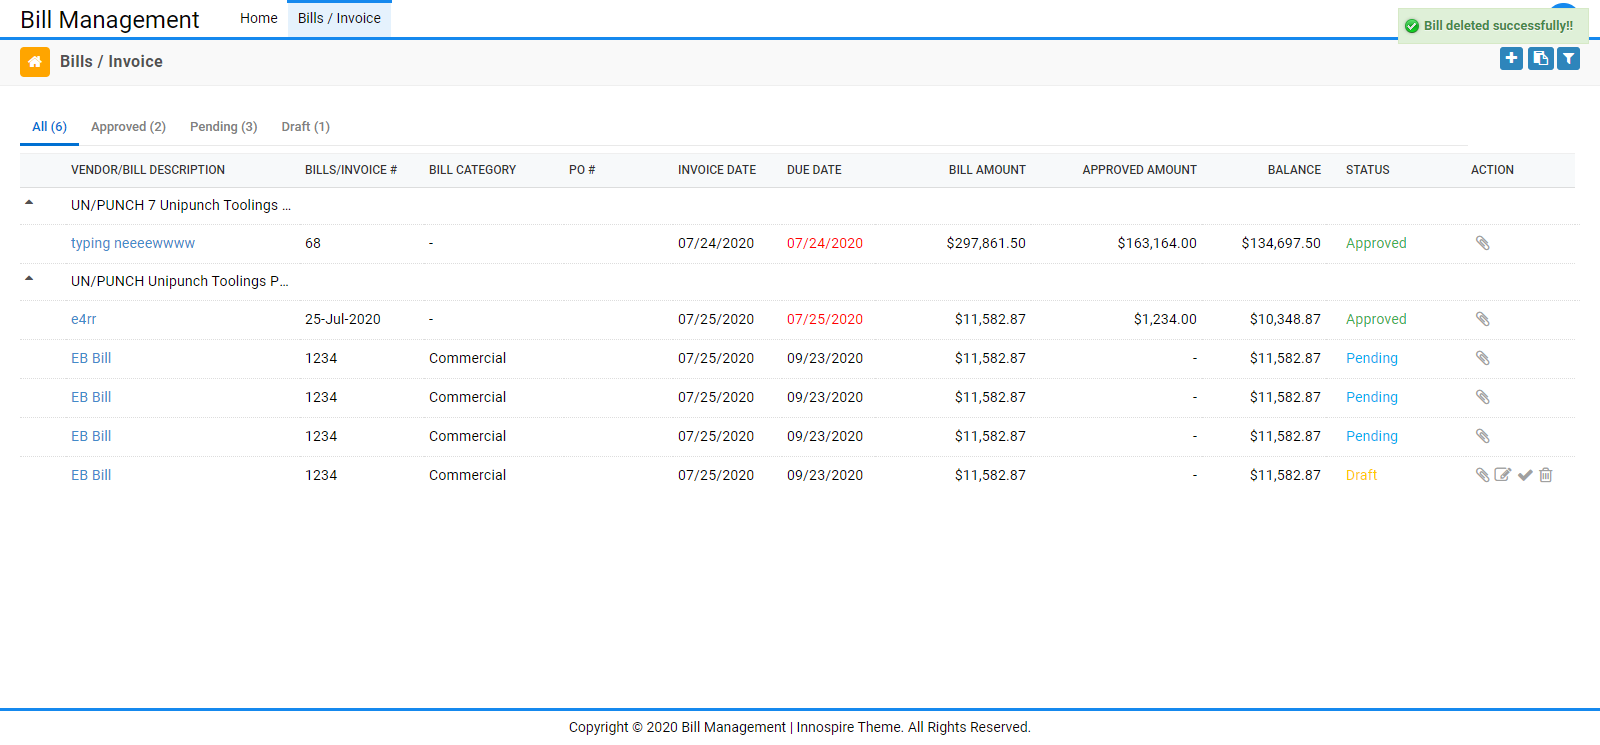 Bill Management Home Bills / Invoice
Bill deleted successfully!!
Bills / Invoice
All (6) Approved (2) Pending (3) Draft (1)
VENDOR/BILL DESCRIPTION BILLS/INVOICE # BILL CATEGORY PO # INVOICE DATE DUE DATE BILL AMOUNT APPROVED AMOUNT BALANCE STATUS ACTION
UN/PUNCH 7 Unipunch Toolings ...
typing neeeewwww 68 - 07/24/2020 07/24/2020 $297,861.50 $163,164.00 $134,697.50 Approved
UN/PUNCH Unipunch Toolings P...
e4rr 25-Jul-2020 - 07/25/2020 07/25/2020 $11,582.87 $1,234.00 $10,348.87 Approved
EB Bill 1234 Commercial 07/25/2020 09/23/2020 $11,582.87 - $11,582.87 Pending
EB Bill 1234 Commercial 07/25/2020 09/23/2020 $11,582.87 - $11,582.87 Pending
EB Bill 1234 Commercial 07/25/2020 09/23/2020 $11,582.87 - $11,582.87 Pending
EB Bill 1234 Commercial 07/25/2020 09/23/2020 $11,582.87 - $11,582.87 Draft
Copyright © 2020 Bill Management | Innospire Theme. All Rights Reserved.